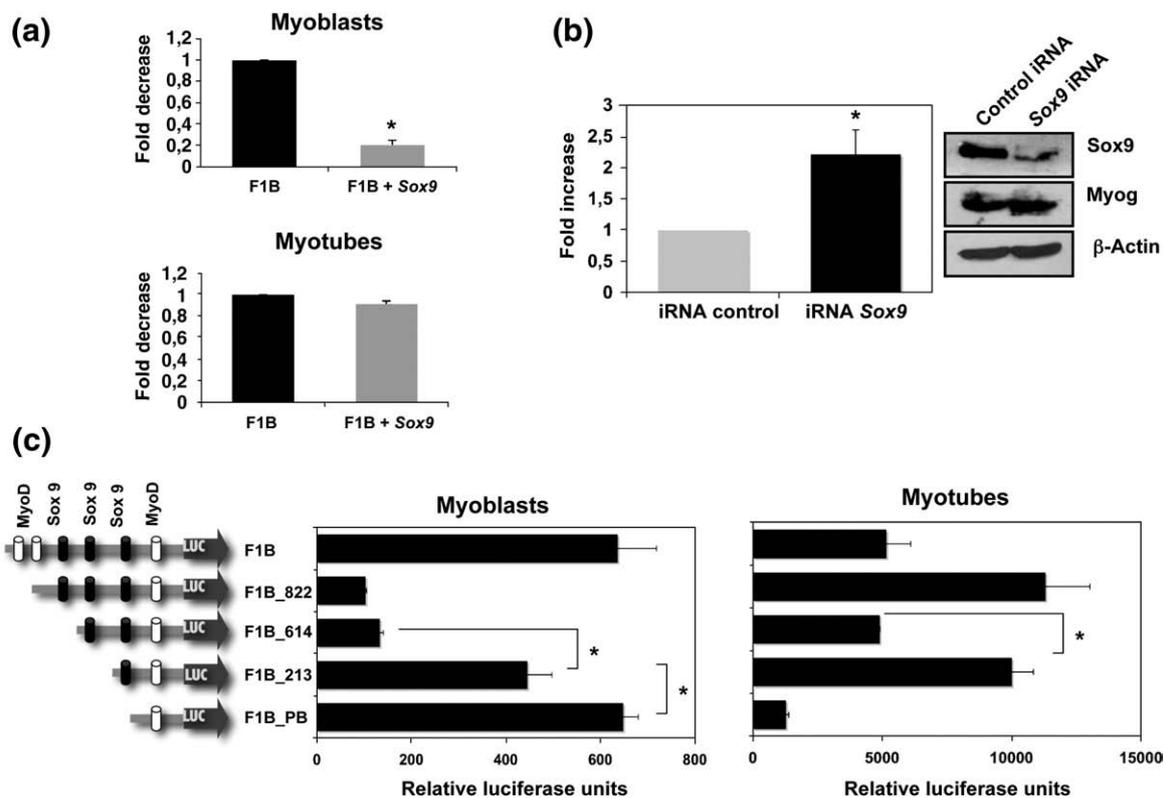 (a)
Myoblasts
Fold decrease
1,2
1
0,8
0,6
0,4
0,2
0
*
F1B
F1B + Sox9
Myotubes
Fold decrease
1,2
1
0,8
0,6
0,4
0,2
0
F1B
F1B + Sox9
(b)
Fold increase
3
2,5
2
1,5
1
0,5
0
*
iRNA control
iRNA Sox9
Control iRNA
Sox9 iRNA
Sox9
Myog
β-Actin
(c)
MyoD
Sox 9
Sox 9
Sox 9
MyoD
LUC
F1B
LUC
F1B_822
LUC
F1B_614
LUC
F1B_213
LUC
F1B_PB
Myoblasts
*
*
0
200
400
600
800
Relative luciferase units
Myotubes
*
0
5000
10000
15000
Relative luciferase units